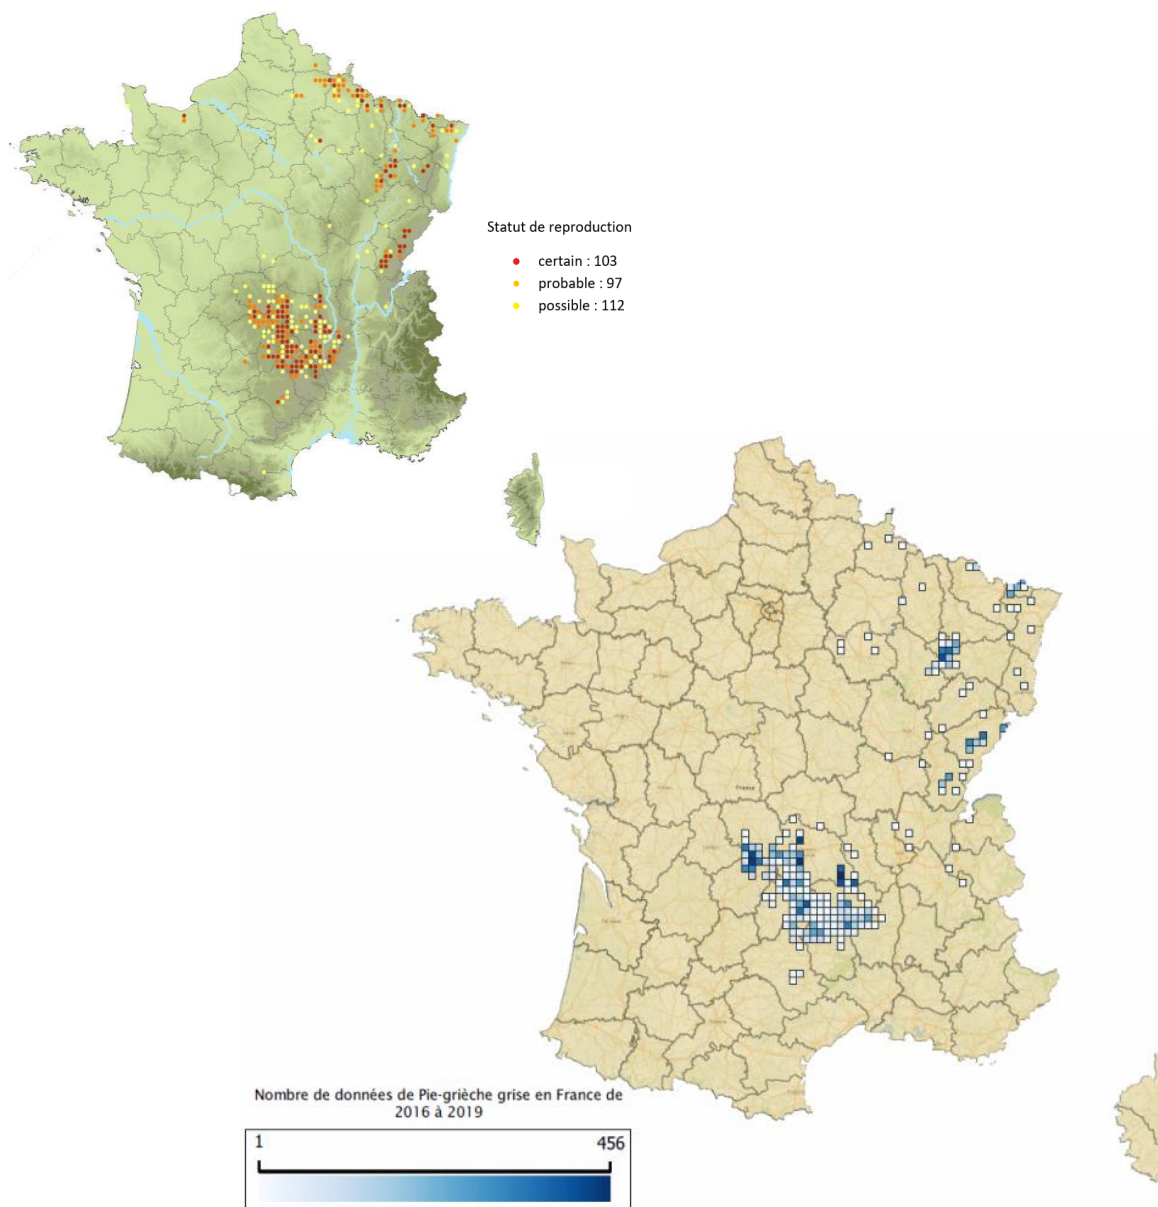 Statut de reproduction
certain : 103
probable : 97
possible : 112
France
Nombre de données de Pie-grièche grise en France de
2016 à 2019
1
456